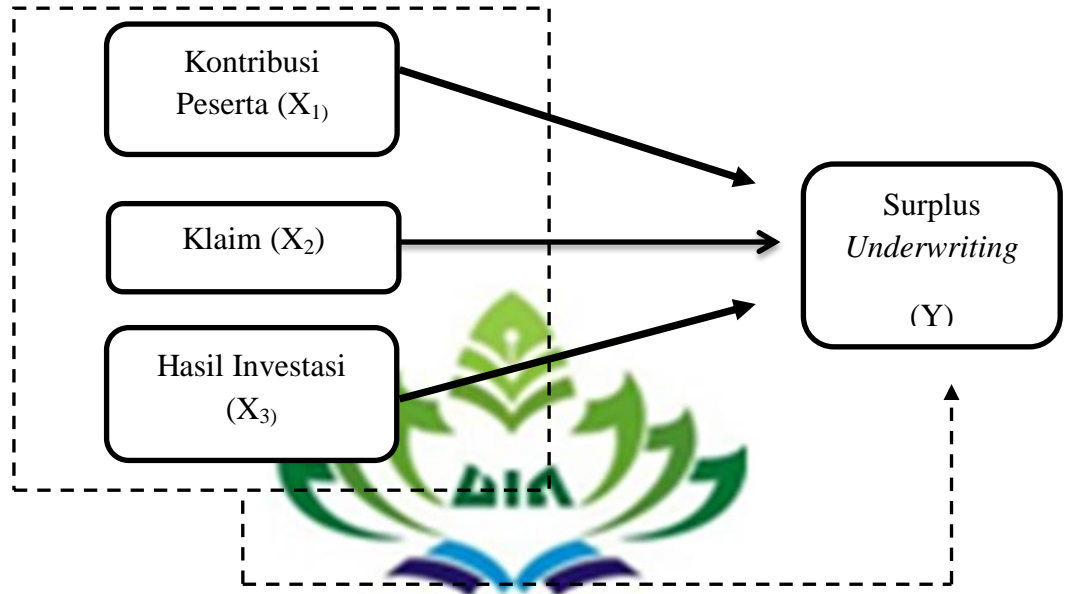 Kontribusi
Peserta (X₁)
Klaim (X₂)
Hasil Investasi
(X₃)
Surplus
Underwriting
(Y)